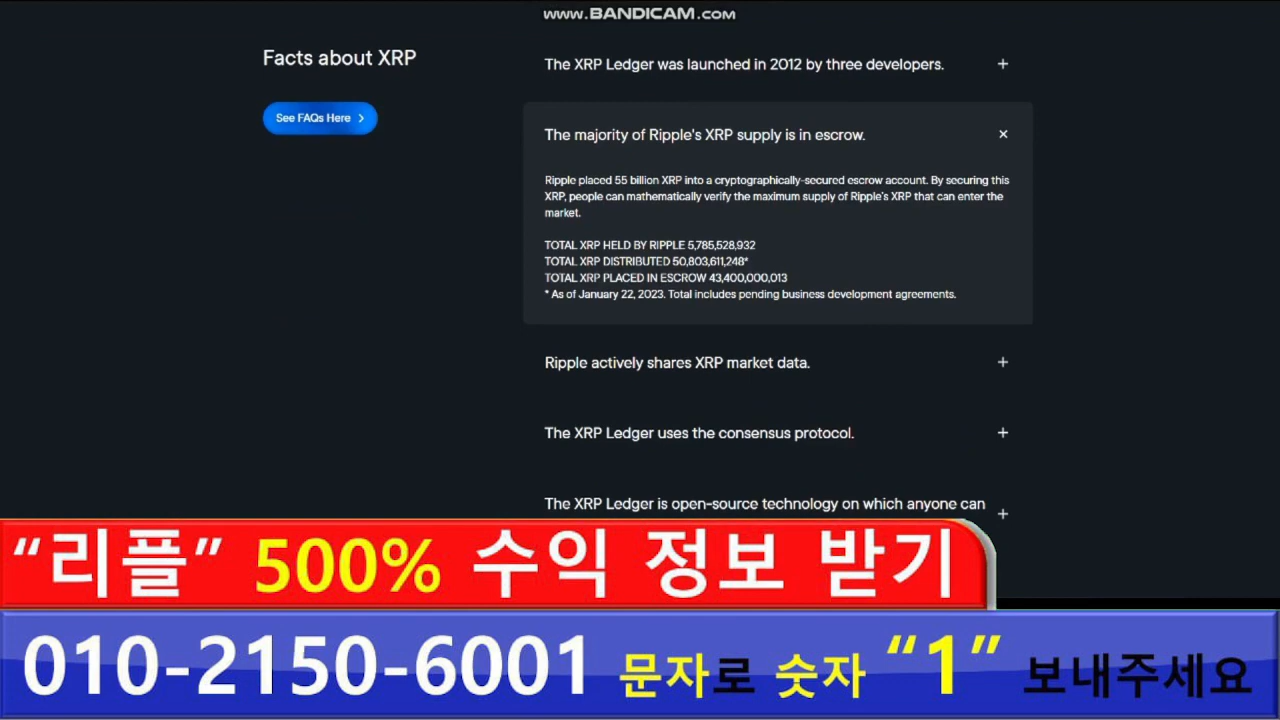 www.BANDICAM.com
Facts about XRP
See FAQs Here >
The XRP Ledger was launched in 2012 by three developers. +
The majority of Ripple's XRP supply is in escrow. ×
Ripple placed 55 billion XRP into a cryptographically-secured escrow account. By securing this
XRP, people can mathematically verify the maximum supply of Ripple's XRP that can enter the
market.
TOTAL XRP HELD BY RIPPLE 5,785,528,932
TOTAL XRP DISTRIBUTED 50,803,611,248*
TOTAL XRP PLACED IN ESCROW 43,400,000,013
* As of January 22, 2023. Total includes pending business development agreements.
Ripple actively shares XRP market data. +
The XRP Ledger uses the consensus protocol. +
The XRP Ledger is open-source technology on which anyone can +
“리플” 500% 수익 정보 받기
010-2150-6001 문자로 숫자 “1” 보내주세요